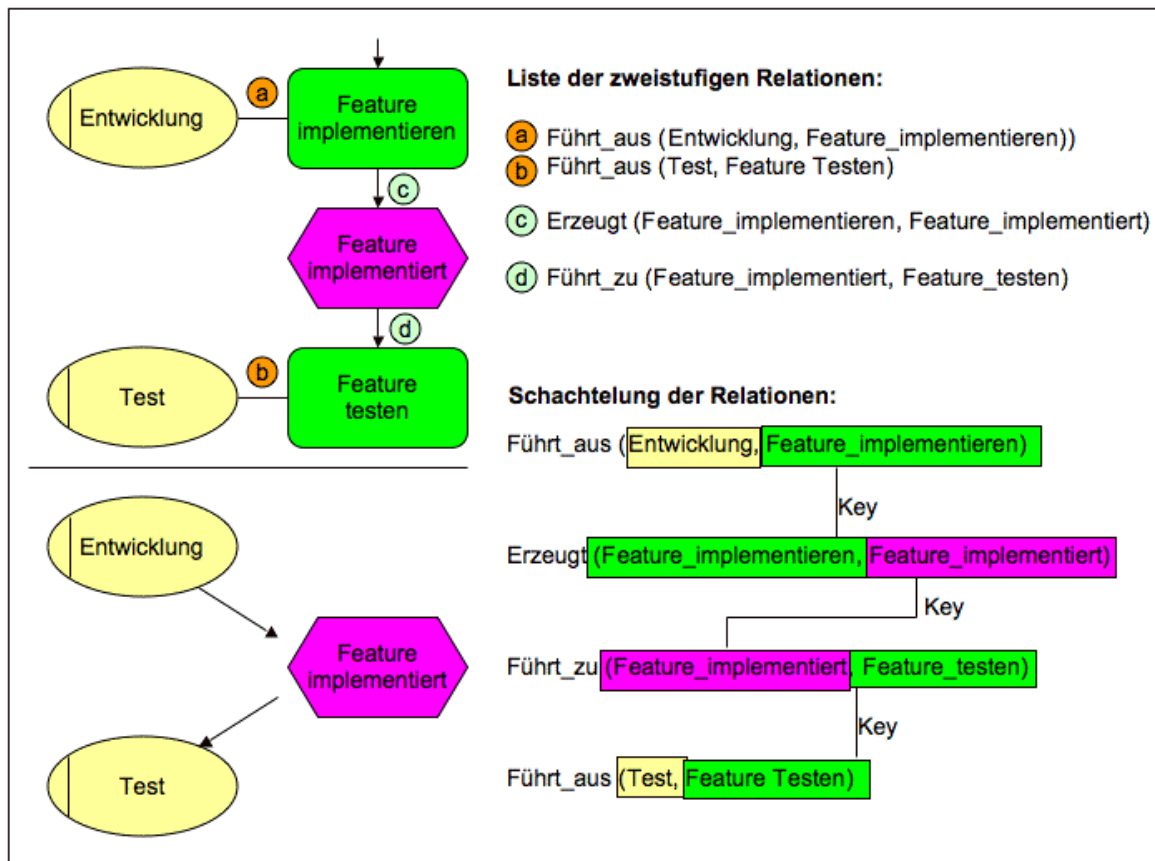 Entwicklung
a
Feature
implementieren
c
Feature
implementiert
d
Test
b
Feature
testen
Entwicklung
Feature
implementiert
Test
Liste der zweistufigen Relationen:
a Führt_aus (Entwicklung, Feature_implementieren))
b Führt_aus (Test, Feature Testen)
c Erzeugt (Feature_implementieren, Feature_implementiert)
d Führt_zu (Feature_implementiert, Feature_testen)
Schachtelung der Relationen:
Führt_aus (Entwicklung, Feature_implementieren)
Key
Erzeugt (Feature_implementieren, Feature_implementiert)
Key
Führt_zu (Feature_implementiert, Feature_testen)
Key
Führt_aus (Test, Feature Testen)